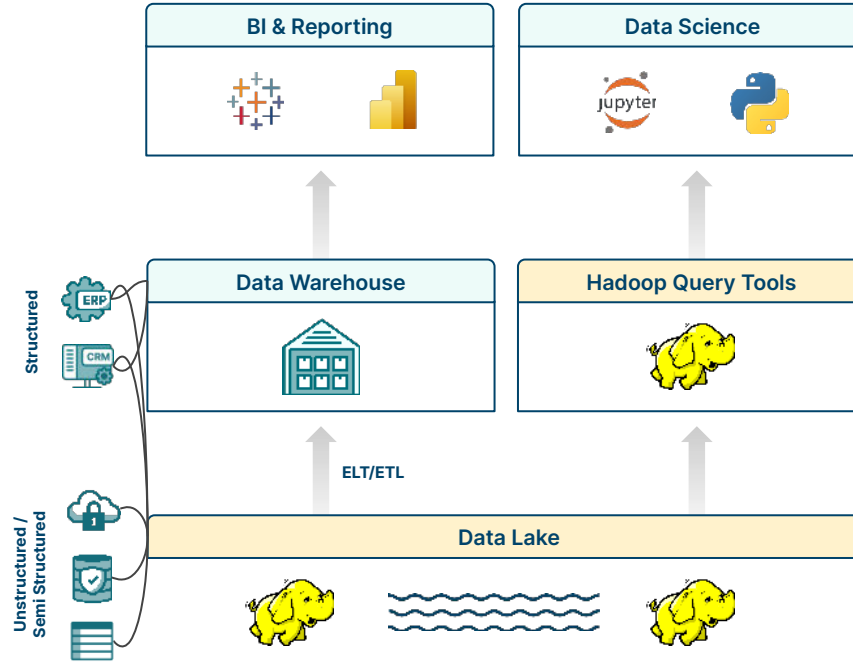 BI & Reporting
Data Science
jupyter
Data Warehouse
Hadoop Query Tools
Structured
ERP
CRM
ELT/ETL
Data Lake
Unstructured /
Semi Structured
1